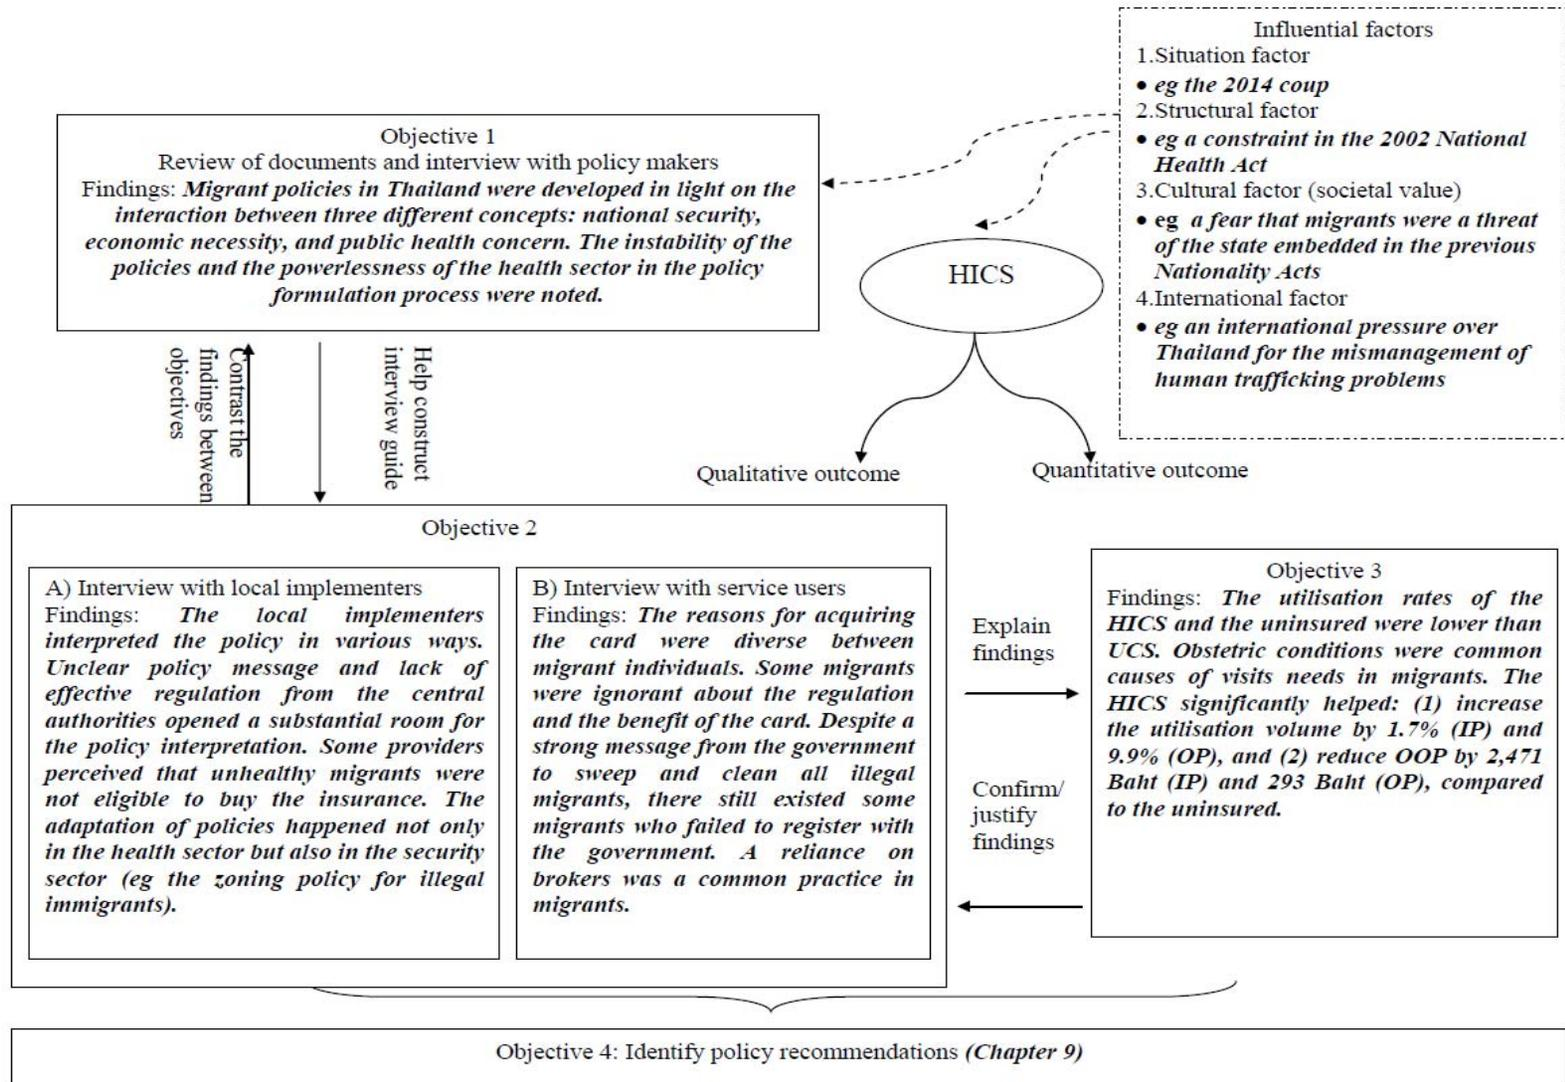 Influential factors
1.Situation factor
• eg the 2014 coup
2.Structural factor
• eg a constraint in the 2002 National
Health Act
3.Cultural factor (societal value)
• eg a fear that migrants were a threat
of the state embedded in the previous
Nationality Acts
4.International factor
• eg an international pressure over
Thailand for the mismanagement of
human trafficking problems
Objective 1
Review of documents and interview with policy makers
Findings: Migrant policies in Thailand were developed in light on the
interaction between three different concepts: national security,
economic necessity, and public health concern. The instability of the
policies and the powerlessness of the health sector in the policy
formulation process were noted.
HICS
Qualitative outcome
Quantitative outcome
Contrast the
findings between
objectives
Help construct
interview guide
Objective 2
A) Interview with local implementers
Findings: The local implementers
interpreted the policy in various ways.
Unclear policy message and lack of
effective regulation from the central
authorities opened a substantial room for
the policy interpretation. Some providers
perceived that unhealthy migrants were
not eligible to buy the insurance. The
adaptation of policies happened not only
in the health sector but also in the security
sector (eg the zoning policy for illegal
immigrants).
B) Interview with service users
Findings: The reasons for acquiring
the card were diverse between
migrant individuals. Some migrants
were ignorant about the regulation
and the benefit of the card. Despite a
strong message from the government
to sweep and clean all illegal
migrants, there still existed some
migrants who failed to register with
the government. A reliance on
brokers was a common practice in
migrants.
Explain
findings
Confirm/
justify
findings
Objective 3
Findings: The utilisation rates of the
HICS and the uninsured were lower than
UCS. Obstetric conditions were common
causes of visits needs in migrants. The
HICS significantly helped: (1) increase
the utilisation volume by 1.7% (IP) and
9.9% (OP), and (2) reduce OOP by 2,471
Baht (IP) and 293 Baht (OP), compared
to the uninsured.
Objective 4: Identify policy recommendations (Chapter 9)